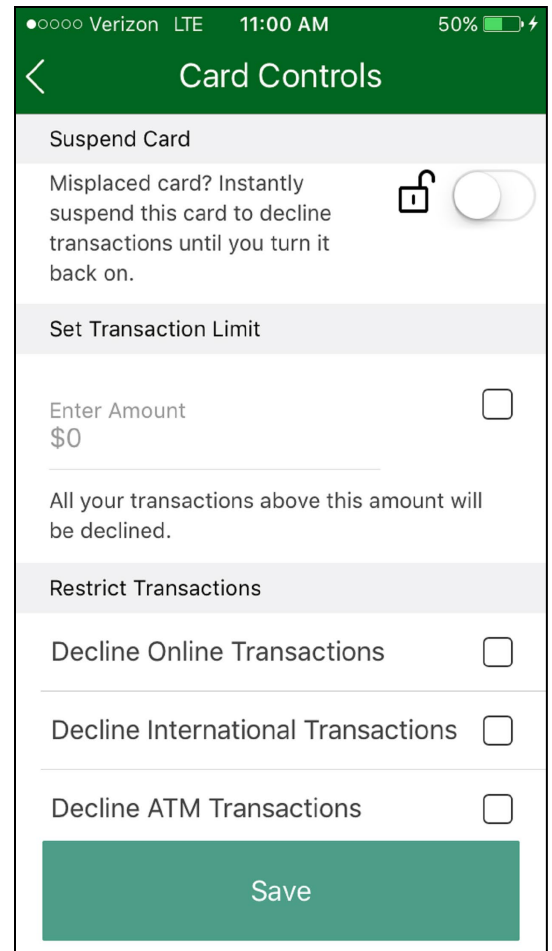 Verizon LTE 11:00 AM 50%
Card Controls
Suspend Card
Misplaced card? Instantly
suspend this card to decline
transactions until you turn it
back on.
Set Transaction Limit
Enter Amount
$0
All your transactions above this amount will
be declined.
Restrict Transactions
Decline Online Transactions
Decline International Transactions
Decline ATM Transactions
Save